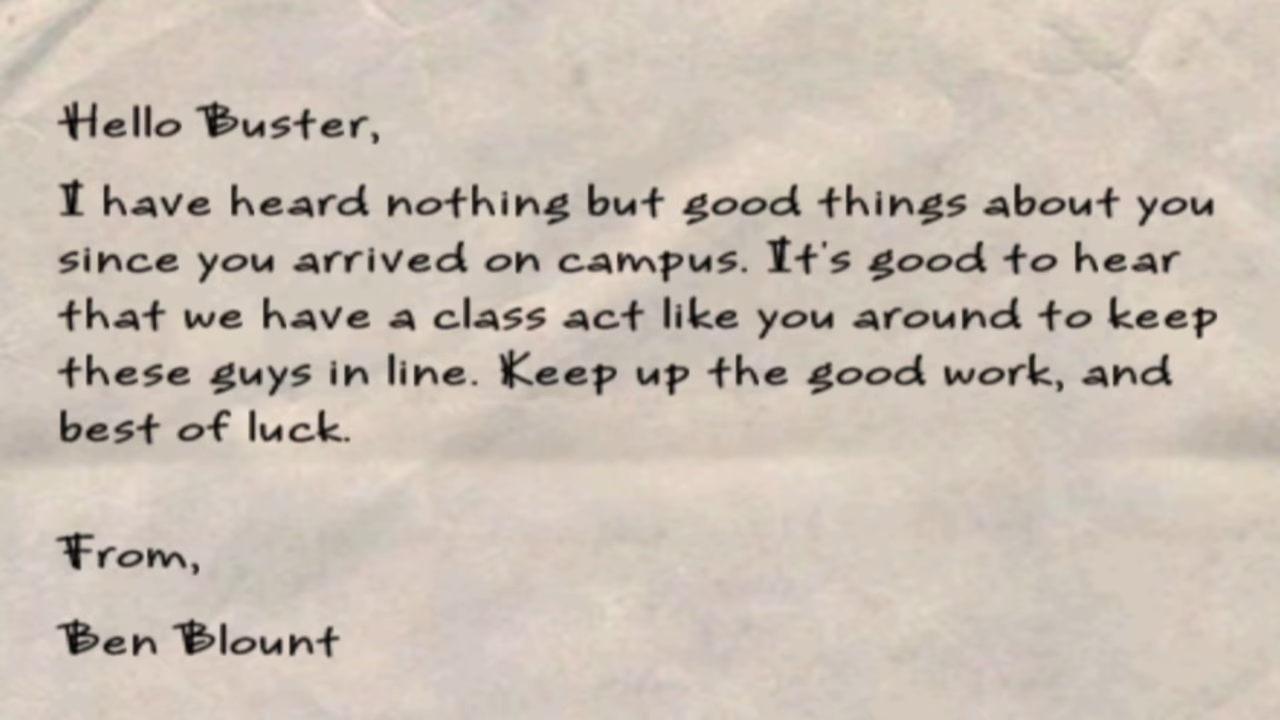 Hello Buster,
I have heard nothing but good things about you
since you arrived on campus. It's good to hear
that we have a class act like you around to keep
these guys in line. Keep up the good work, and
best of luck.
From,
Ben Blount